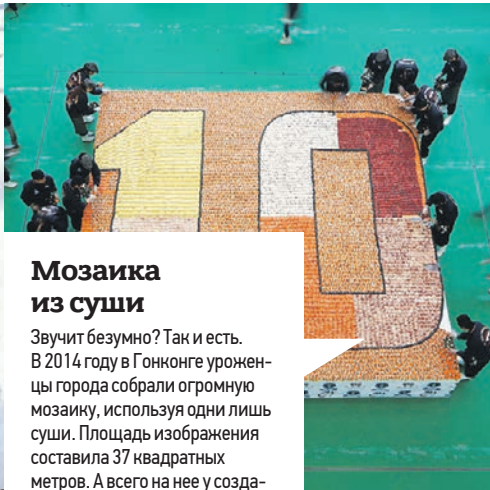 10
Мозаика
из суши
Звучит безумно? Так и есть.
В 2014 году в Гонконге урожен-
цы города собрали огромную
мозаику, используя одни лишь
суши. Площадь изображения
составила 37 квадратных
метров. А всего на нее у созда-